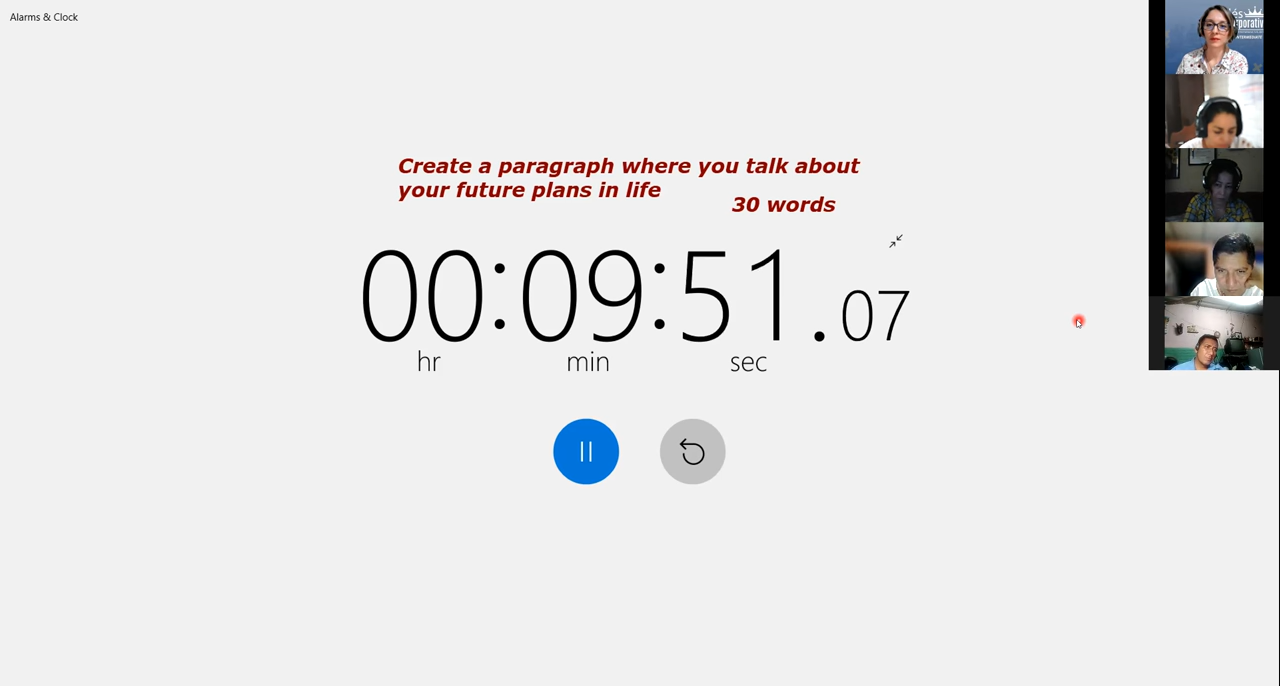 Alarms & Clock
Create a paragraph where you talk about
your future plans in life
30 words
00:09:51.07
hr min sec